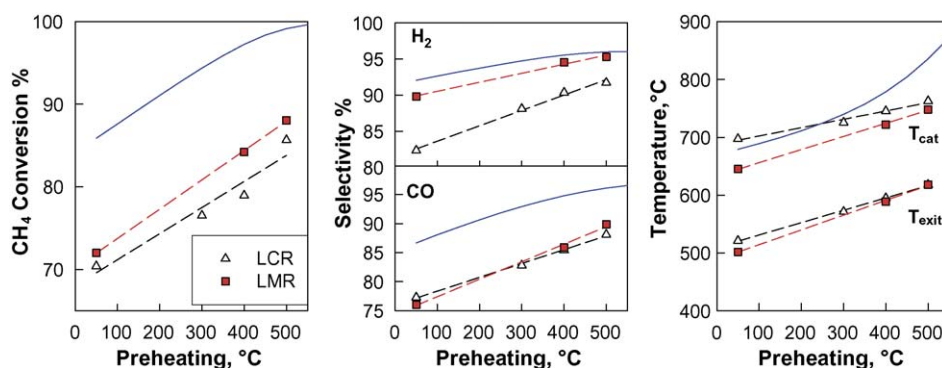 CH4 Conversion %
100
90
80
70
0 100 200 300 400 500
Preheating, °C
LCR
LMR
Selectivity %
H2
95
90
85
80
CO
95
90
85
80
75
0 100 200 300 400 500
Preheating, °C
Temperature,°C
900
800
700
600
500
400
Tcat
Texit
0 100 200 300 400 500
Preheating, °C